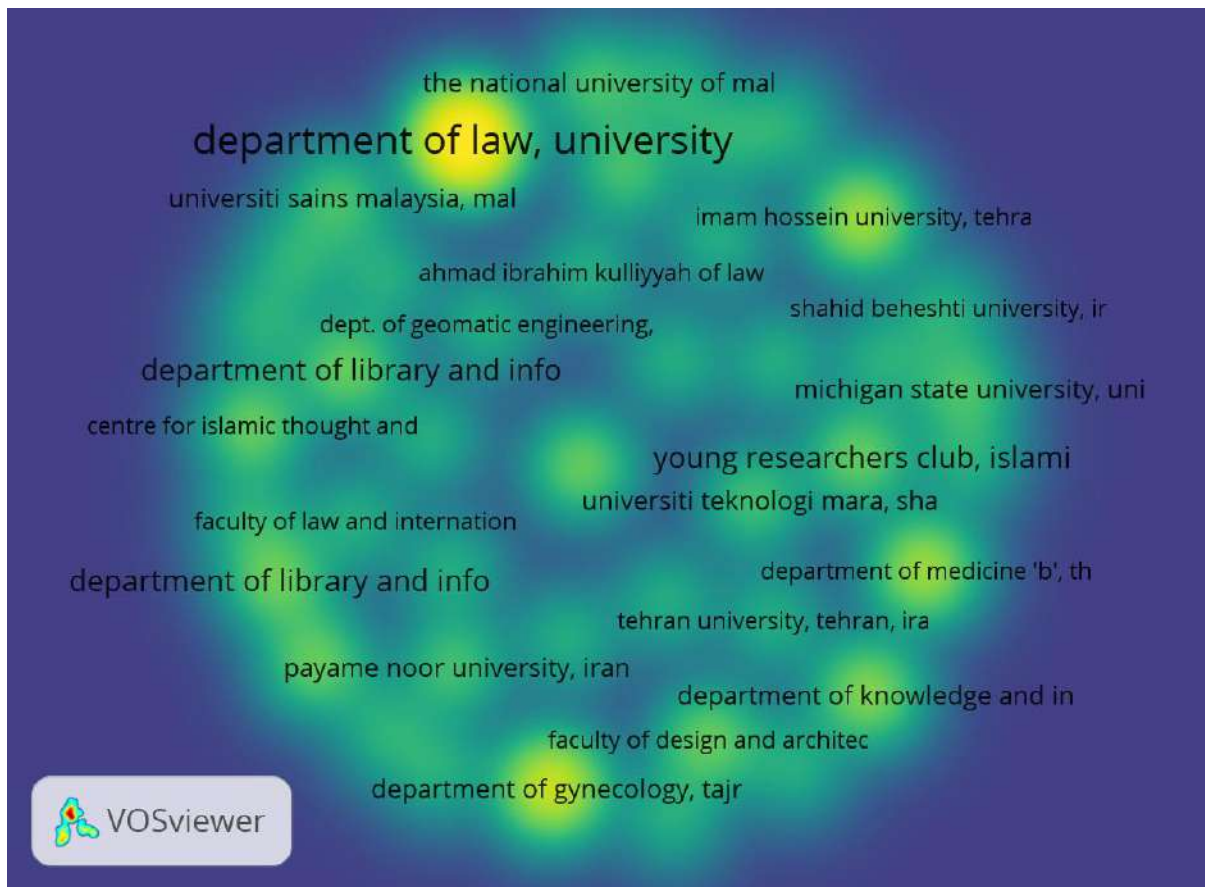 the national university of mal
department of law, university
universiti sains malaysia, mal
imam hossein university, tehra
ahmad ibrahim kulliyyah of law
shahid beheshti university, ir
dept. of geomatic engineering,
department of library and info
michigan state university, uni
centre for islamic thought and
young researchers club, islami
universiti teknologi mara, sha
faculty of law and internation
department of medicine 'b', th
department of library and info
tehran university, tehran, ira
payame noor university, iran
department of knowledge and in
faculty of design and architec
department of gynecology, tajr
VOSviewer